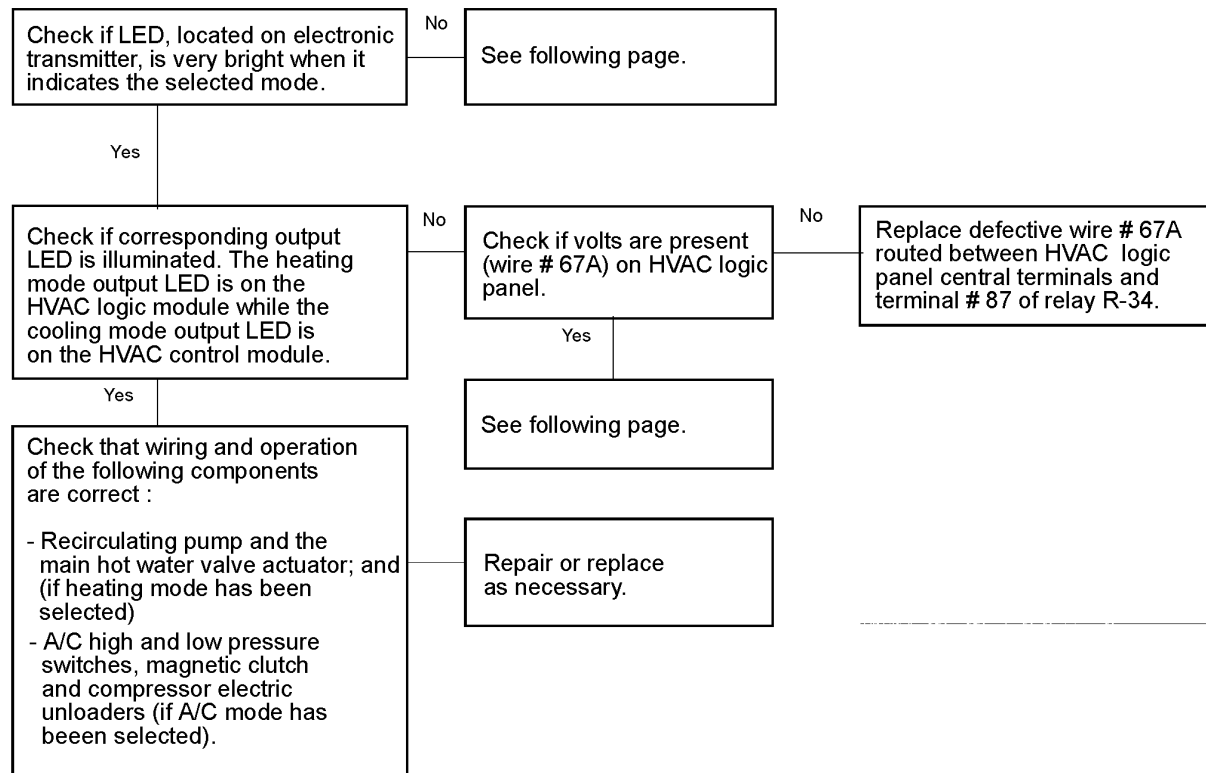 Check if LED, located on electronic
transmitter, is very bright when it
indicates the selected mode.
No
See following page.
Yes
Check if corresponding output
LED is illuminated. The heating
mode output LED is on the
HVAC logic module while the
cooling mode output LED is
on the HVAC control module.
No
Check if volts are present
(wire # 67A) on HVAC logic
panel.
No
Replace defective wire # 67A
routed between HVAC logic
panel central terminals and
terminal # 87 of relay R-34.
Yes
See following page.
Yes
Check that wiring and operation
of the following components
are correct :
- Recirculating pump and the
main hot water valve actuator; and
(if heating mode has been
selected)
- A/C high and low pressure
switches, magnetic clutch
and compressor electric
unloaders (if A/C mode has
beeen selected).
Repair or replace
as necessary.